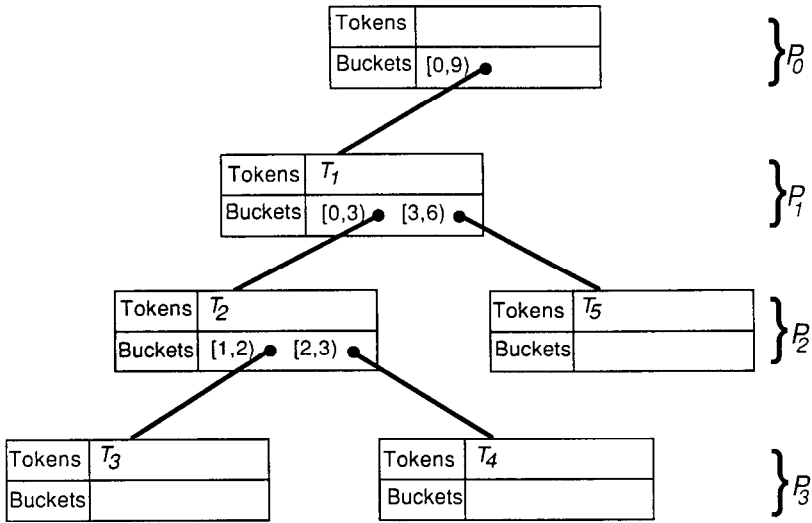 Tokens
Buckets [0,9)
P0
Tokens T1
Buckets [0,3) [3,6)
P1
Tokens T2
Buckets [1,2) [2,3)
Tokens T5
Buckets
P2
Tokens T3
Buckets
Tokens T4
Buckets
P3